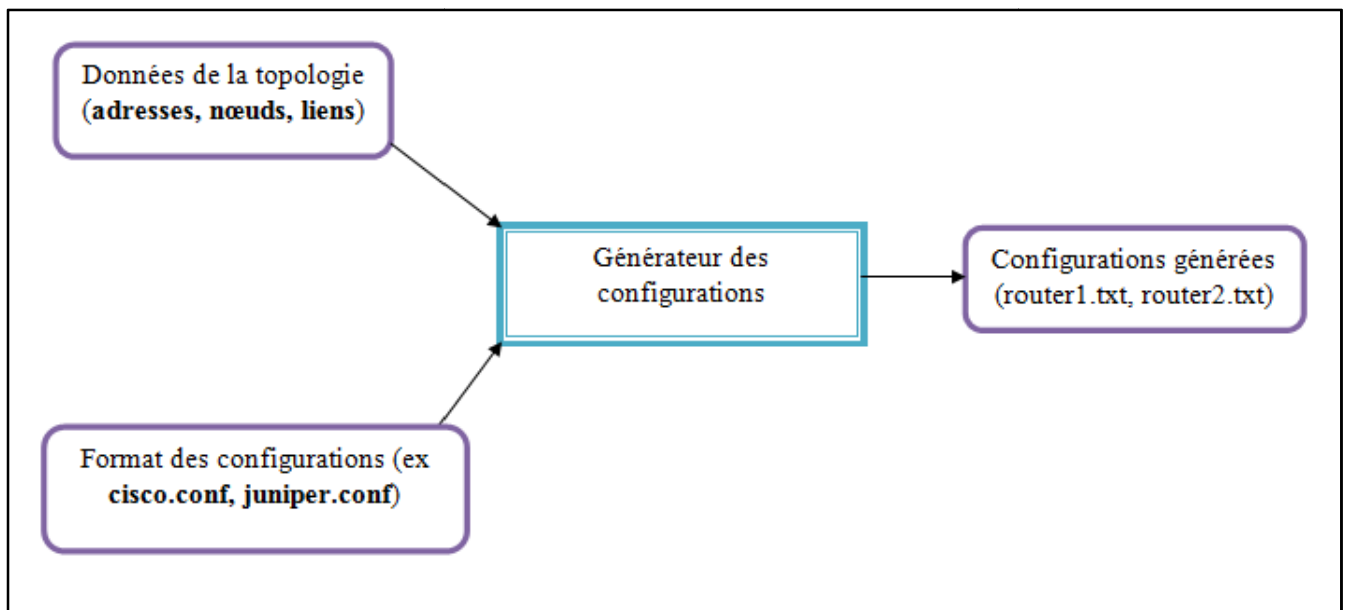 Données de la topologie
(adresses, nœuds, liens)
Générateur des
configurations
Configurations générées
(router1.txt, router2.txt)
Format des configurations (ex
cisco.conf, juniper.conf)